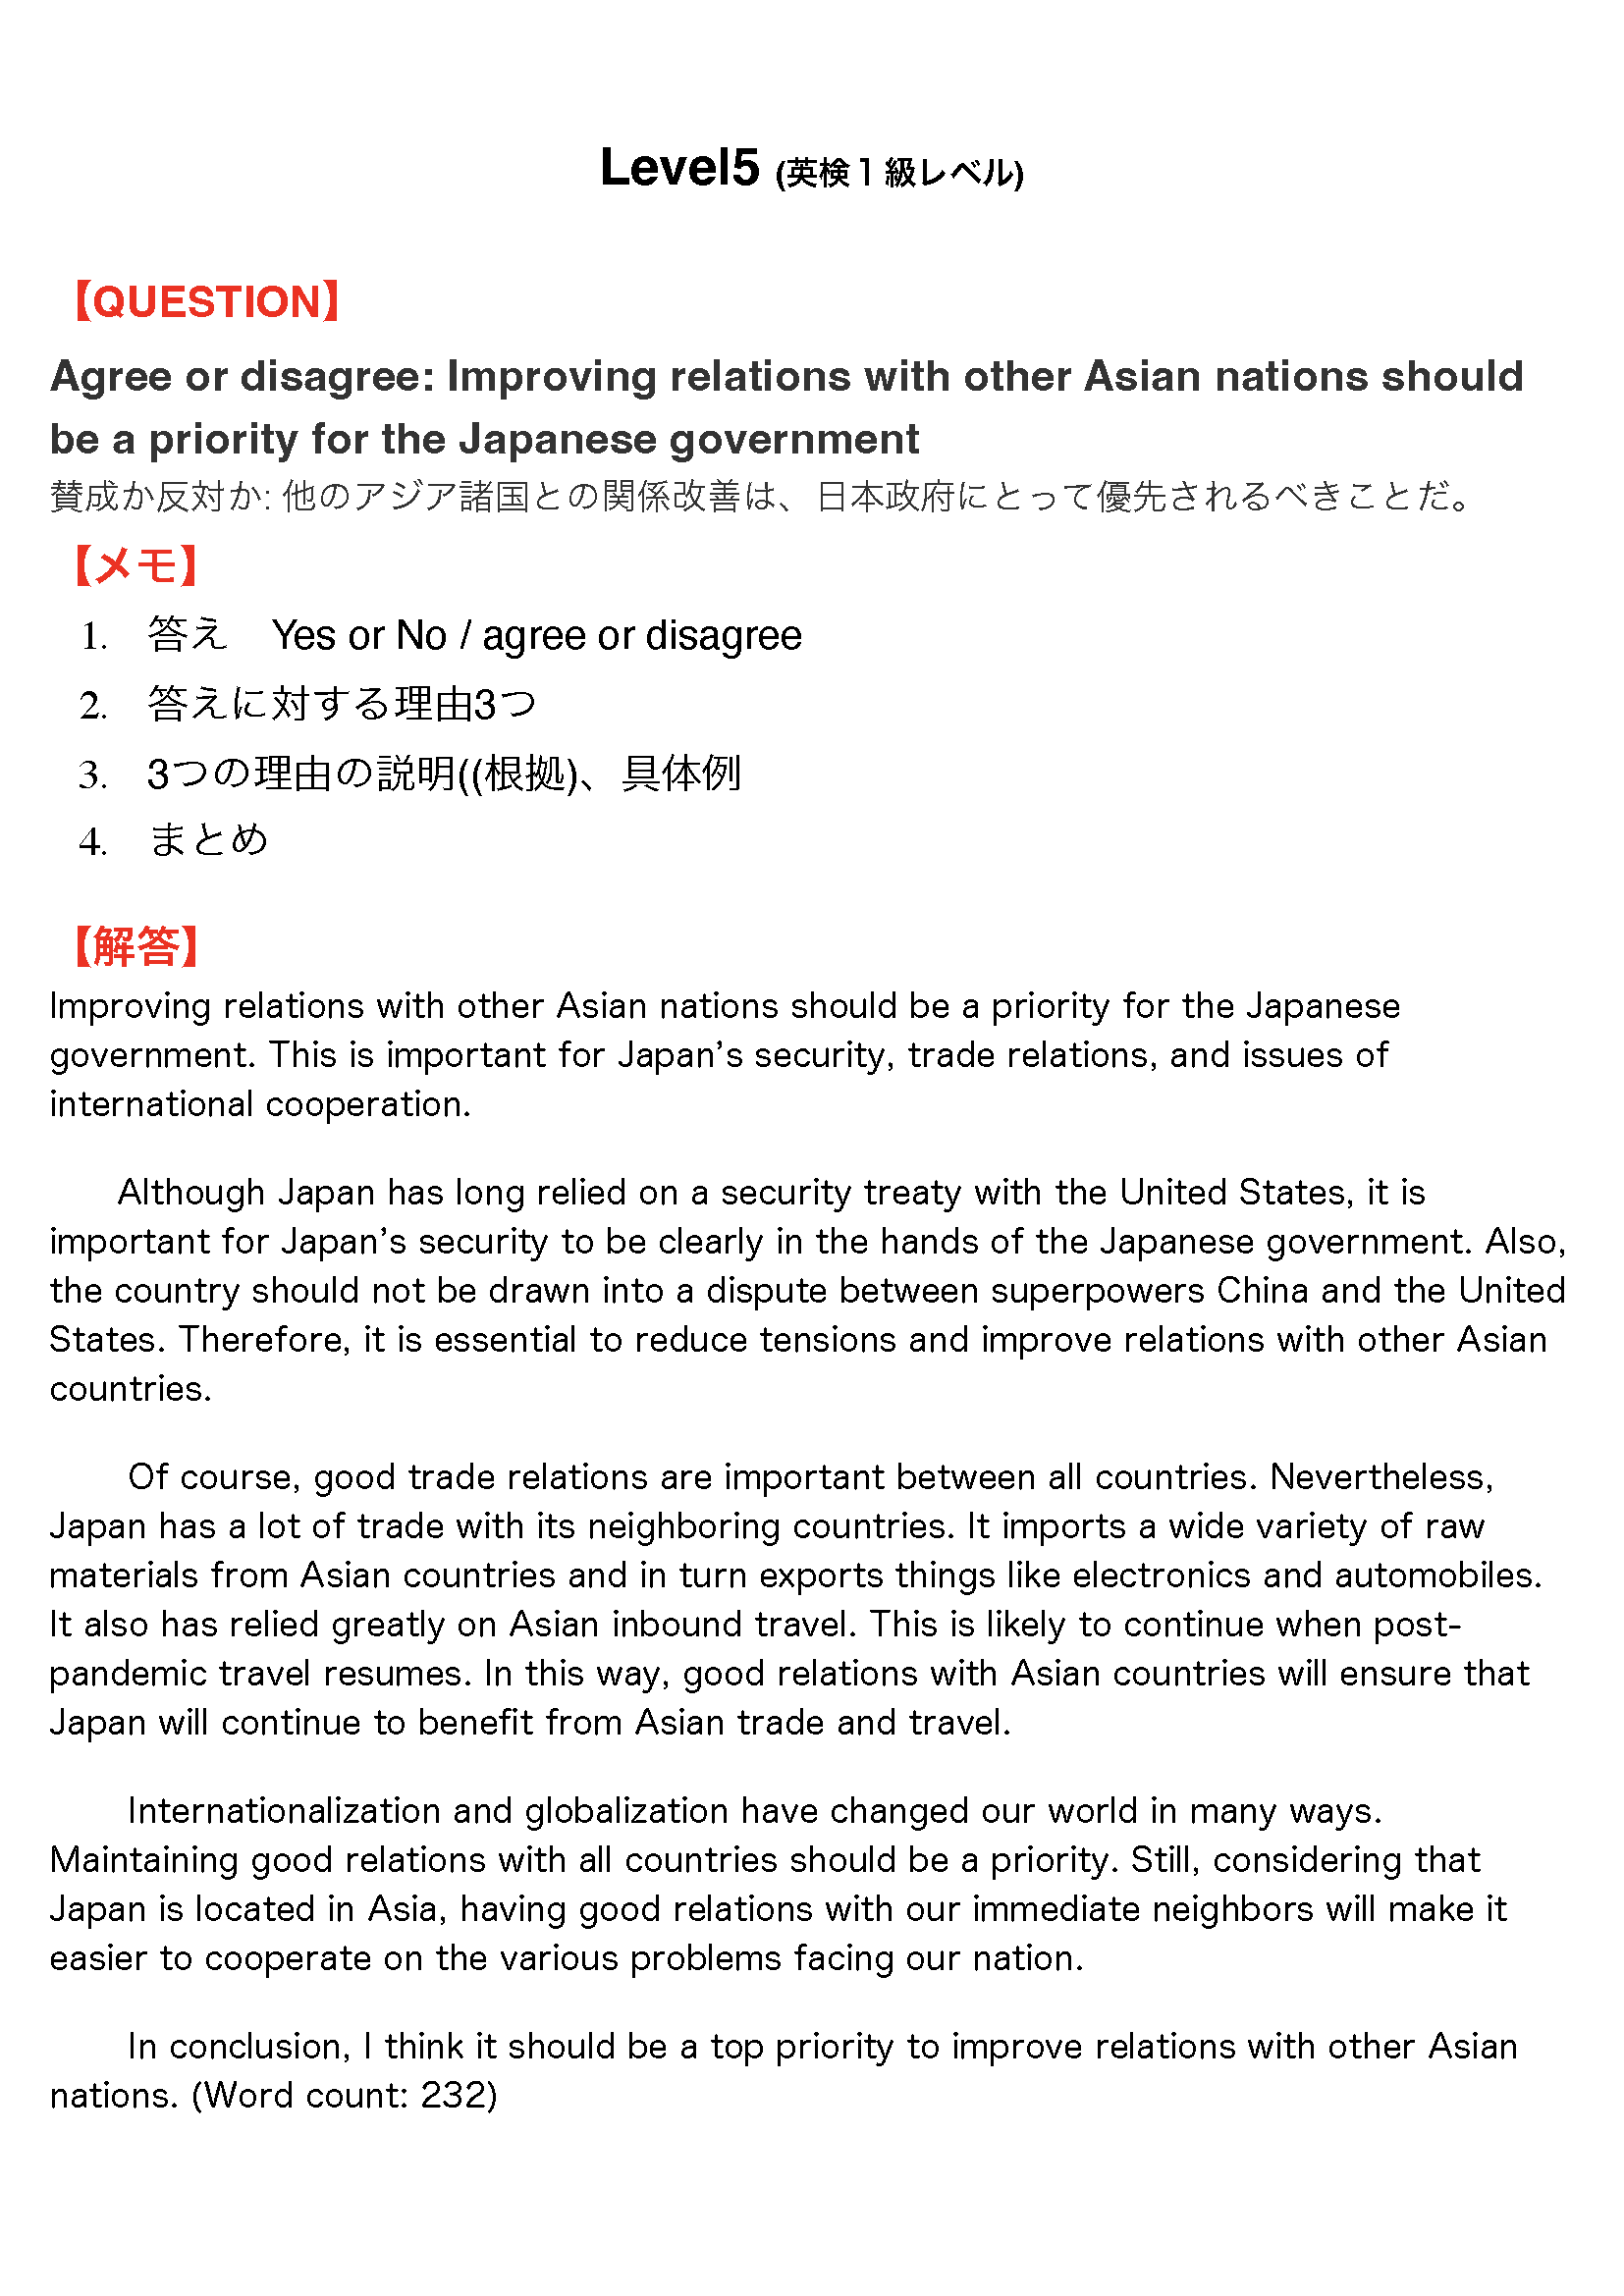 Level5 (英検１級レベル)
【QUESTION】
Agree or disagree: Improving relations with other Asian nations should
be a priority for the Japanese government
賛成か反対か: 他のアジア諸国との関係改善は、日本政府にとって優先されるべきことだ。
【メモ】
1. 答え　Yes or No / agree or disagree
2. 答えに対する理由3つ
3. 3つの理由の説明((根拠)、具体例
4. まとめ
【解答】
Improving relations with other Asian nations should be a priority for the Japanese
government. This is important for Japan’s security, trade relations, and issues of
international cooperation.
Although Japan has long relied on a security treaty with the United States, it is
important for Japan’s security to be clearly in the hands of the Japanese government. Also,
the country should not be drawn into a dispute between superpowers China and the United
States. Therefore, it is essential to reduce tensions and improve relations with other Asian
countries.
Of course, good trade relations are important between all countries. Nevertheless,
Japan has a lot of trade with its neighboring countries. It imports a wide variety of raw
materials from Asian countries and in turn exports things like electronics and automobiles.
It also has relied greatly on Asian inbound travel. This is likely to continue when post-
pandemic travel resumes. In this way, good relations with Asian countries will ensure that
Japan will continue to benefit from Asian trade and travel.
Internationalization and globalization have changed our world in many ways.
Maintaining good relations with all countries should be a priority. Still, considering that
Japan is located in Asia, having good relations with our immediate neighbors will make it
easier to cooperate on the various problems facing our nation.
In conclusion, I think it should be a top priority to improve relations with other Asian
nations. (Word count: 232)